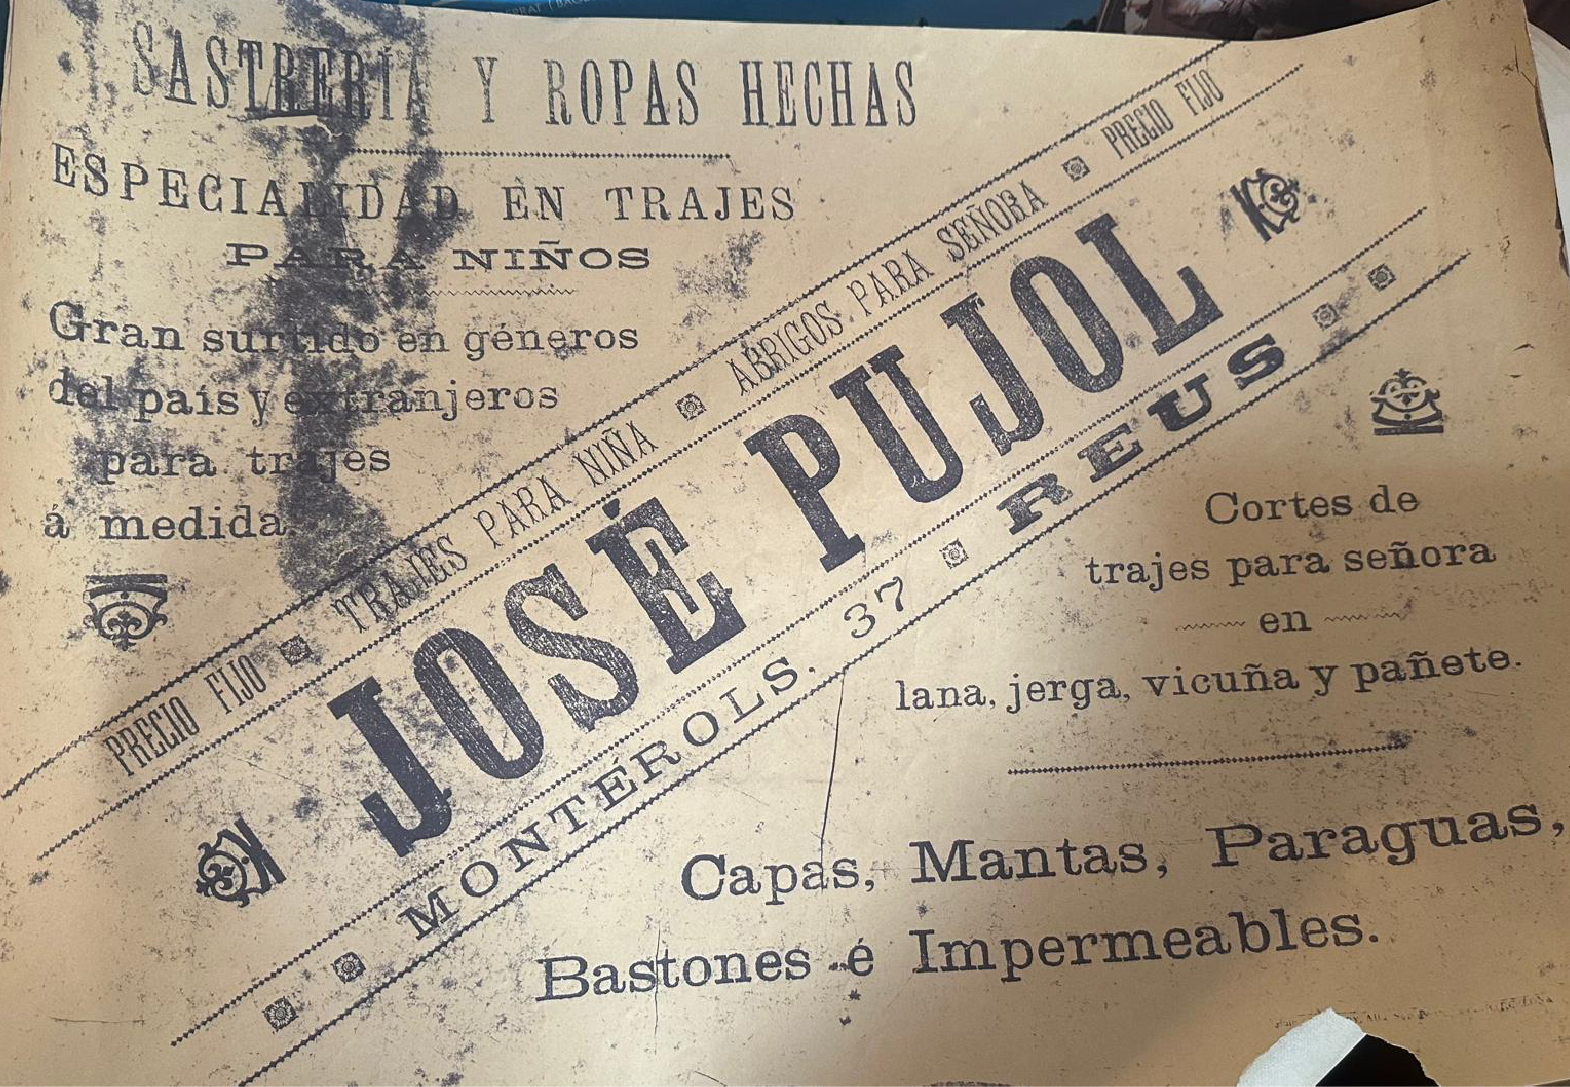 SASTRERÍA Y ROPAS HECHAS
ESPECIALIDAD EN TRAJES
PARA NIÑOS
Gran surtido en géneros
del país y extranjeros
para trajes
á medida
PRECIO FIJO TRAJES PARA NIÑA ABRIGOS PARA SEÑORA PRECIO FIJO
JOSÉ PUJOL
MONTEROLS. 37 REUS
Cortes de
trajes para señora
en
lana, jerga, vicuña y pañete.
Capas, Mantas, Paraguas,
Bastones é Impermeables.